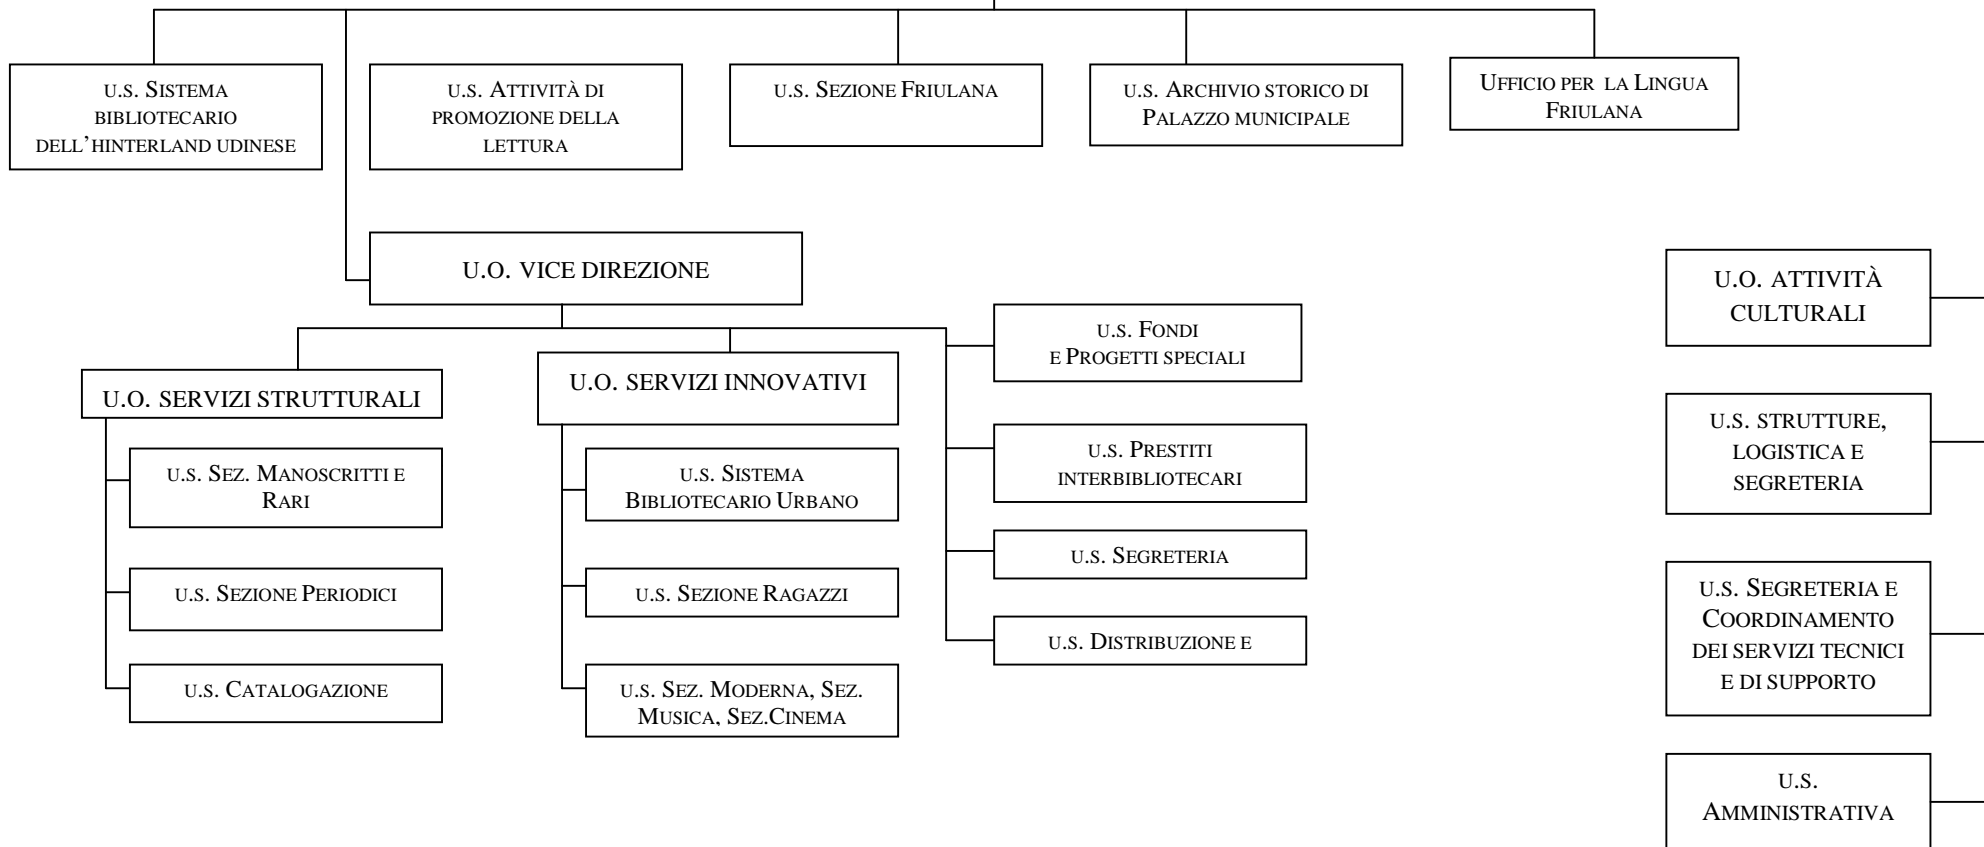 U.S. SISTEMA
BIBLIOTECARIO
DELL'HINTERLAND UDINESE
U.S. ATTIVITÀ DI
PROMOZIONE DELLA
LETTURA
U.S. SEZIONE FRIULANA
U.S. ARCHIVIO STORICO DI
PALAZZO MUNICIPALE
UFFICIO PER LA LINGUA
FRIULANA
U.O. VICE DIREZIONE
U.O. SERVIZI STRUTTURALI
U.S. SEZ. MANOSCRITTI E
RARI
U.S. SEZIONE PERIODICI
U.S. CATALOGAZIONE
U.O. SERVIZI INNOVATIVI
U.S. SISTEMA
BIBLIOTECARIO URBANO
U.S. SEZIONE RAGAZZI
U.S. SEZ. MODERNA, SEZ.
MUSICA, SEZ.CINEMA
U.S. FONDI
E PROGETTI SPECIALI
U.S. PRESTITI
INTERBIBLIOTECARI
U.S. SEGRETERIA
U.S. DISTRIBUZIONE E
U.O. ATTIVITÀ
CULTURALI
U.S. STRUTTURE,
LOGISTICA E
SEGRETERIA
U.S. SEGRETERIA E
COORDINAMENTO
DEI SERVIZI TECNICI
E DI SUPPORTO
U.S.
AMMINISTRATIVA